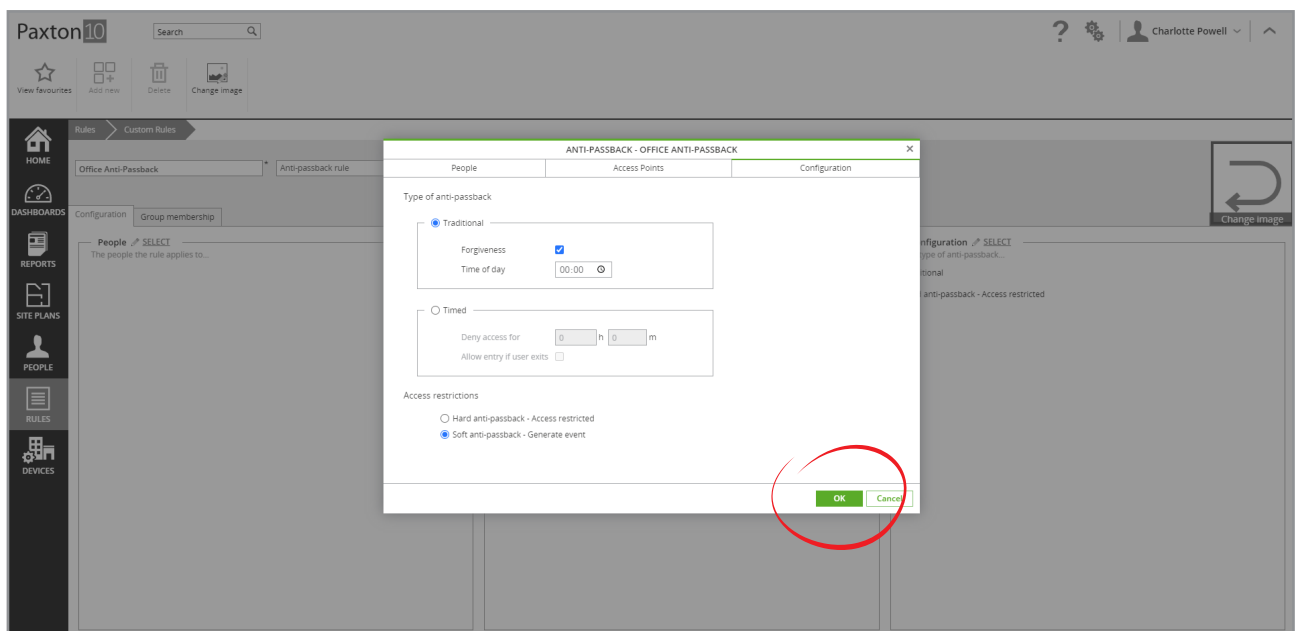 Paxton10
Search
Charlotte Powell
View favourites
Add new
Delete
Change image
Rules
Custom Rules
HOME
DASHBOARDS
REPORTS
SITE PLANS
PEOPLE
RULES
DEVICES
Office Anti-Passback
*
Anti-passback rule
Change image
Configuration
Group membership
People SELECT
The people the rule applies to...
nfiguration SELECT
ype of anti-passback...
itional
anti-passback - Access restricted
ANTI-PASSBACK - OFFICE ANTI-PASSBACK
People
Access Points
Configuration
Type of anti-passback
Traditional
Forgiveness
Time of day
00:00
Timed
Deny access for
0 h 0 m
Allow entry if user exits
Access restrictions
Hard anti-passback - Access restricted
Soft anti-passback - Generate event
OK
Cancel